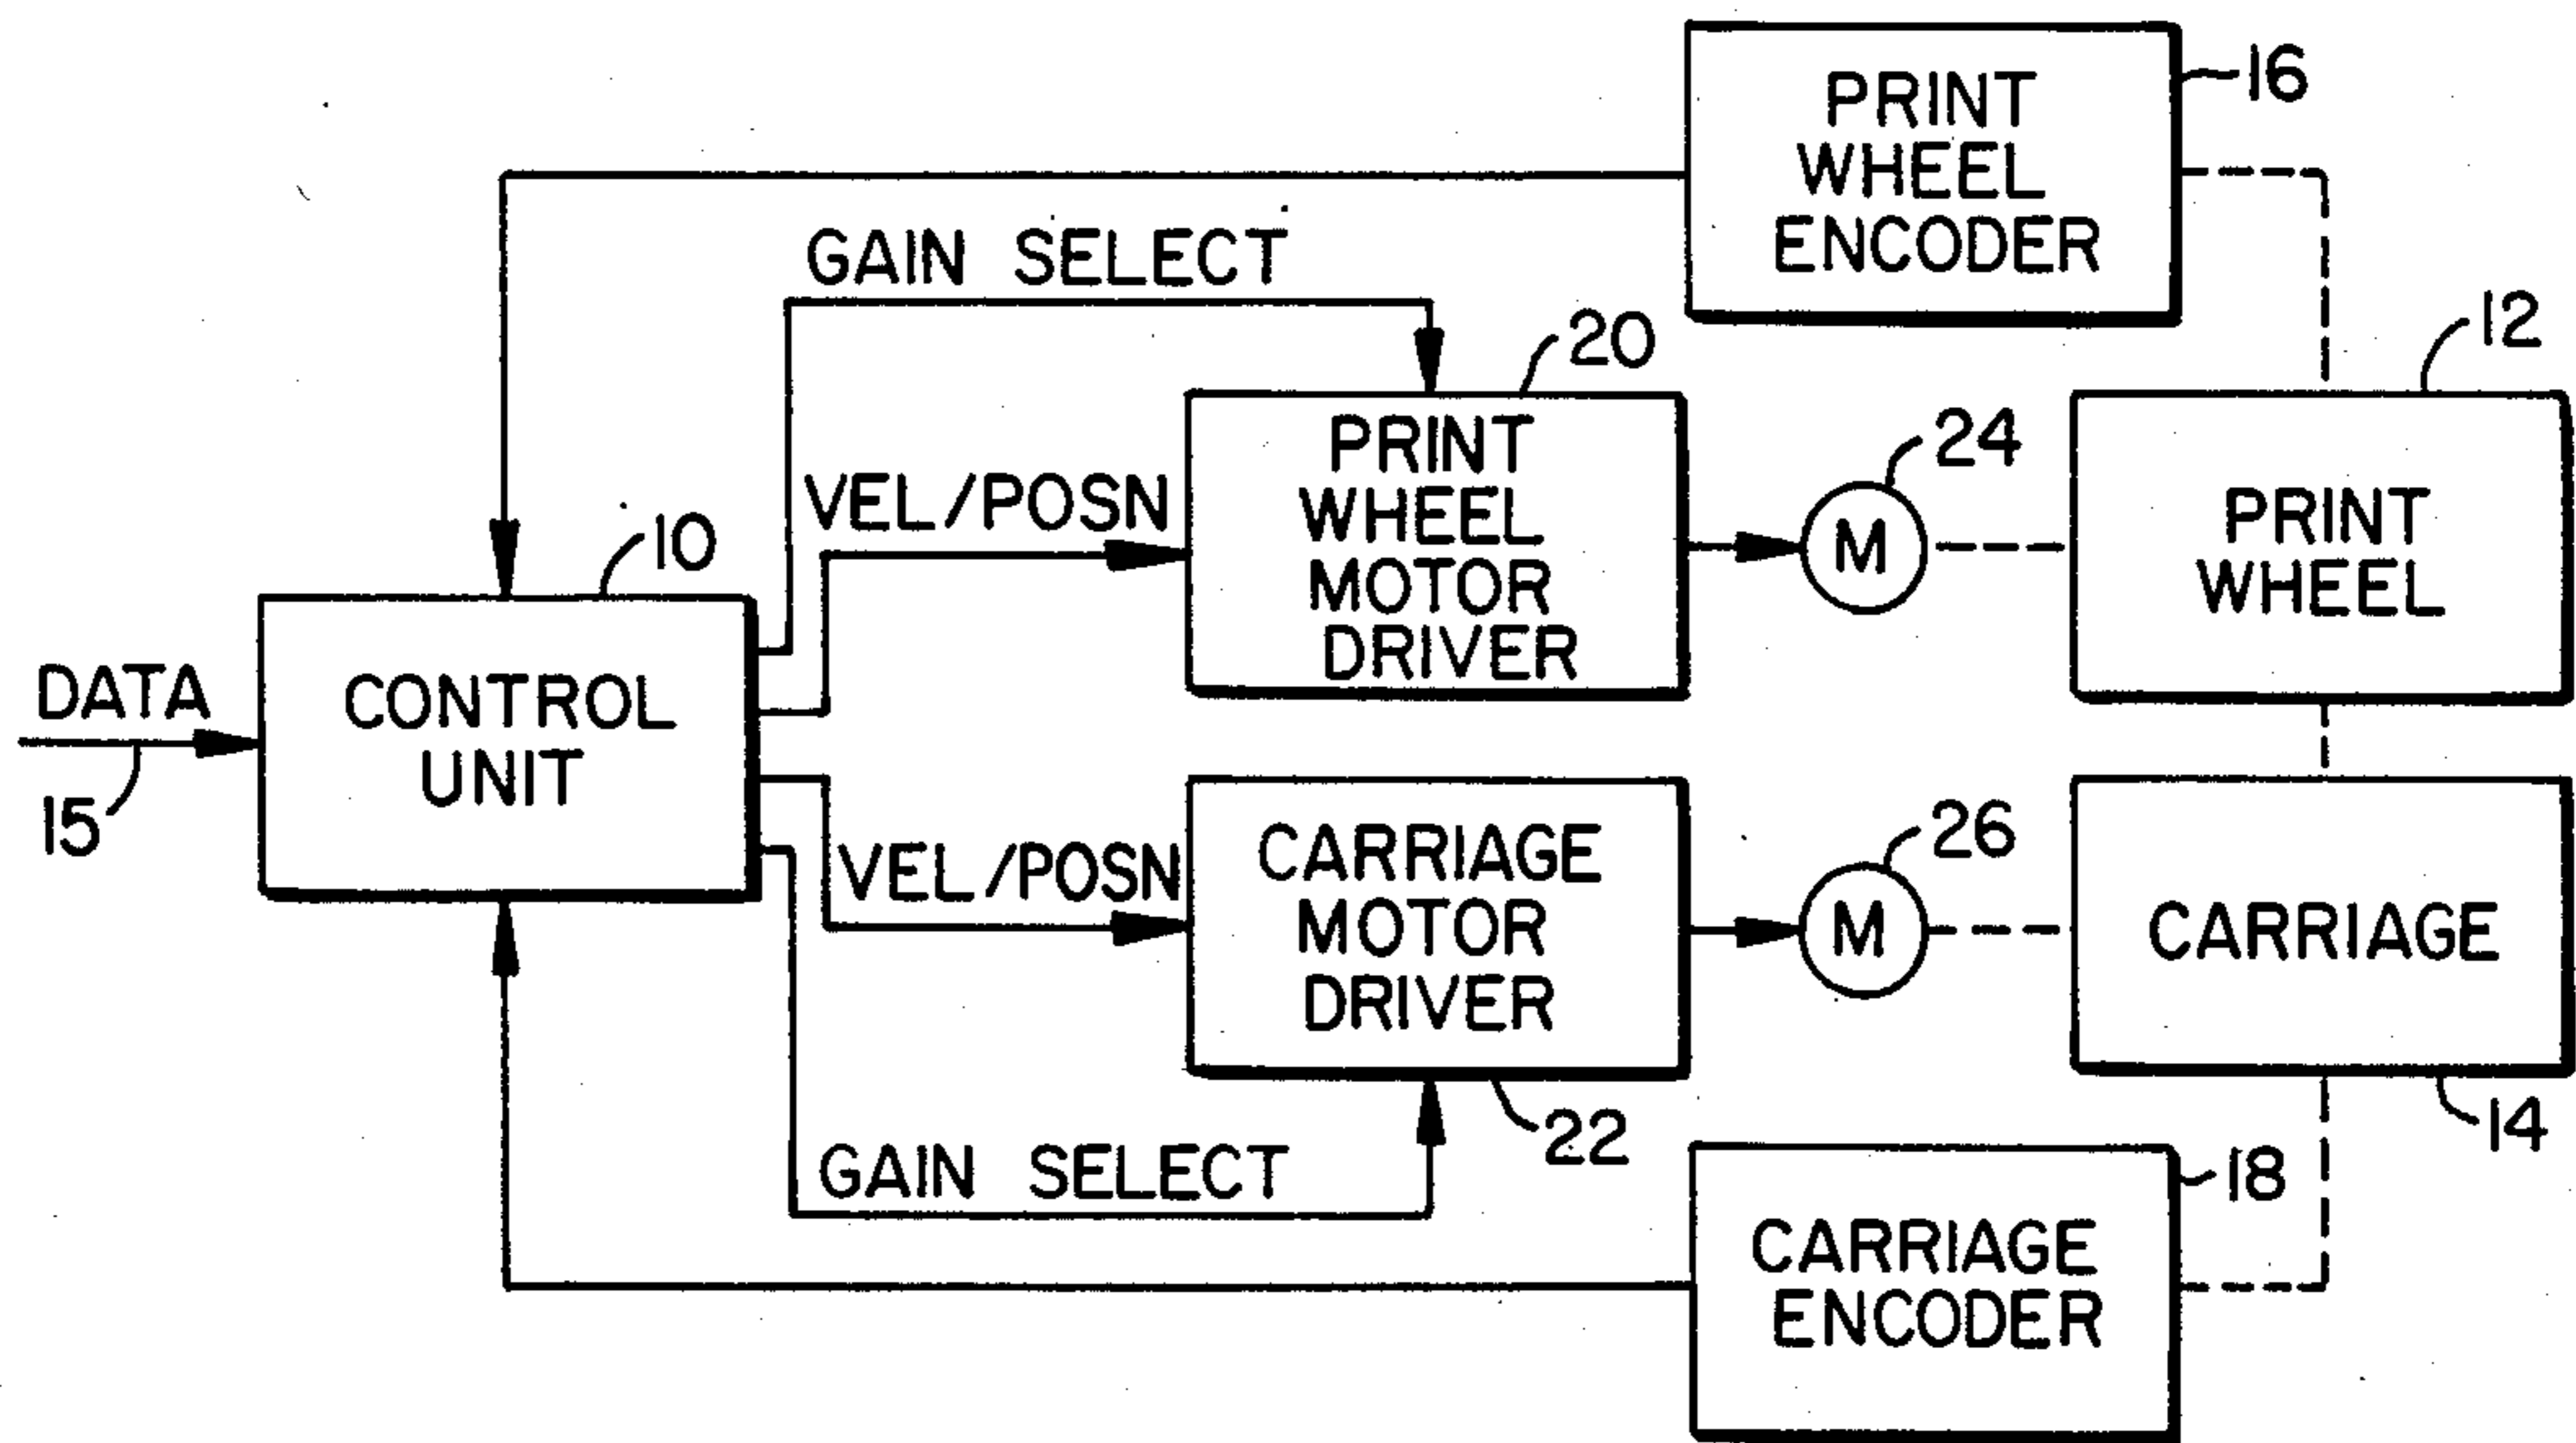 PRINT
WHEEL
ENCODER
16
GAIN SELECT
20
12
PRINT
WHEEL
MOTOR
DRIVER
24
VEL/POSN
M
PRINT
WHEEL
10
DATA
15
CONTROL
UNIT
VEL/POSN
CARRIAGE
MOTOR
DRIVER
26
M
CARRIAGE
22
14
GAIN SELECT
18
CARRIAGE
ENCODER